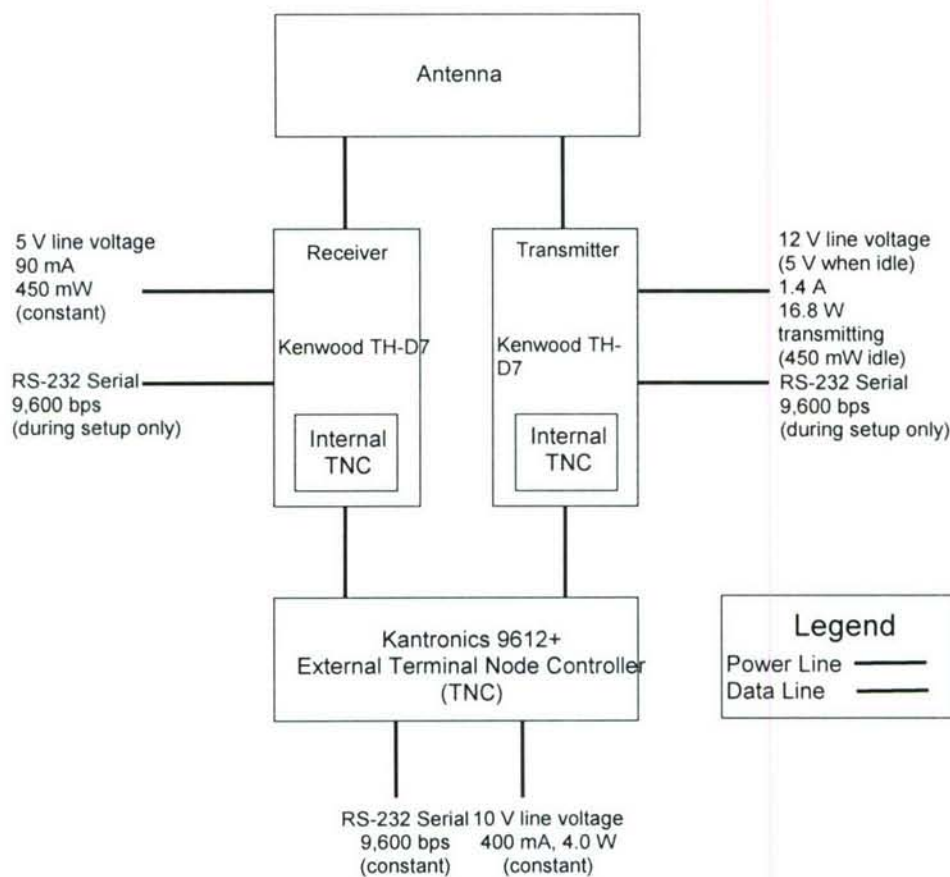 Antenna
5 V line voltage
90 mA
450 mW
(constant)
RS-232 Serial
9,600 bps
(during setup only)
Receiver
Kenwood TH-D7
Internal
TNC
Transmitter
Kenwood TH-
D7
Internal
TNC
12 V line voltage
(5 V when idle)
1.4 A
16.8 W
transmitting
(450 mW idle)
RS-232 Serial
9,600 bps
(during setup only)
Kantronics 9612+
External Terminal Node Controller
(TNC)
RS-232 Serial
9,600 bps
(constant)
10 V line voltage
400 mA, 4.0 W
(constant)
Legend
Power Line
Data Line